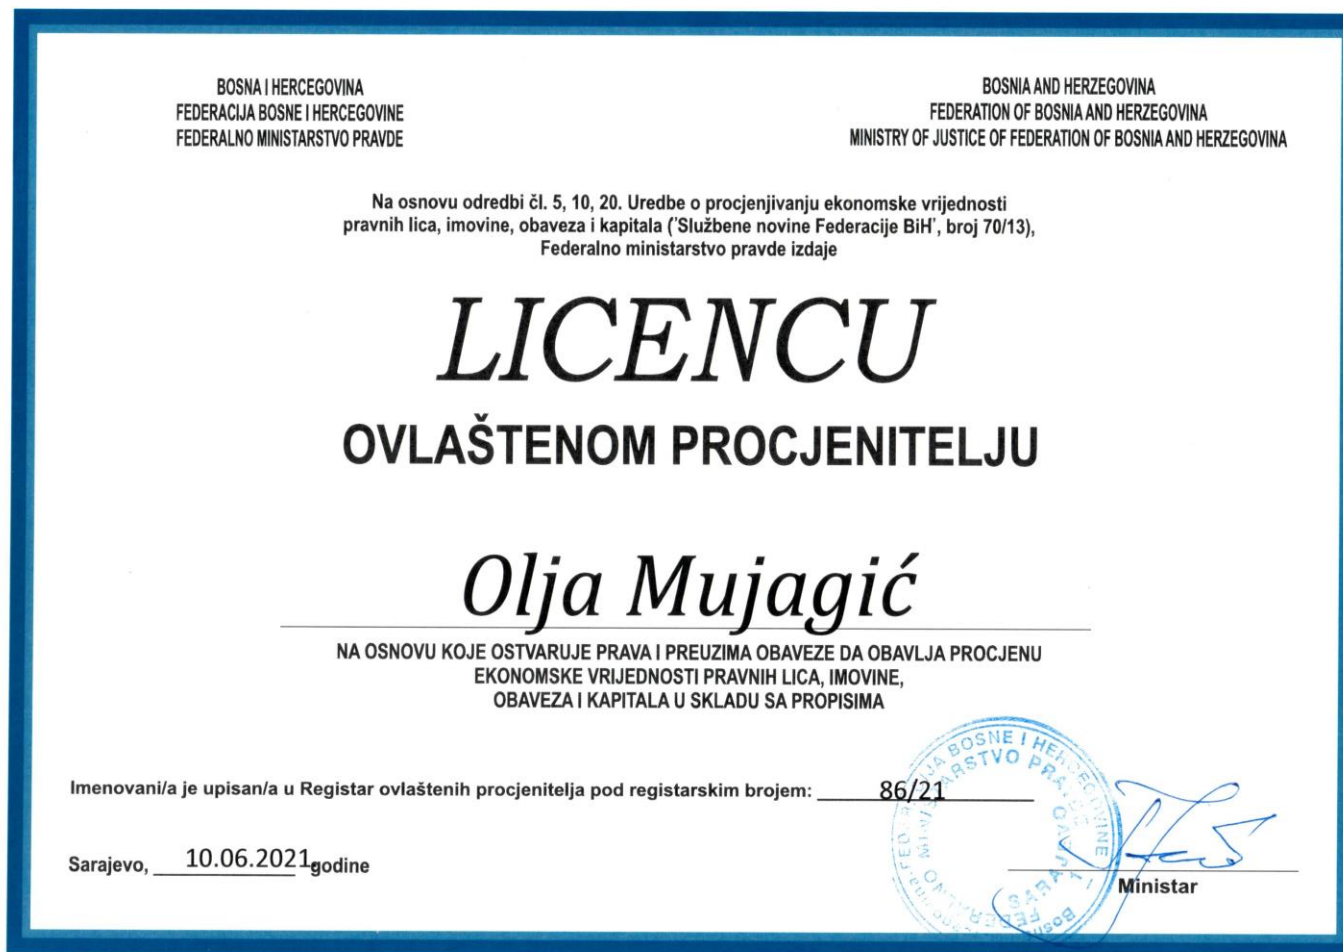 BOSNA I HERCEGOVINA
FEDERACIJA BOSNE I HERCEGOVINE
FEDERALNO MINISTARSTVO PRAVDE
BOSNIA AND HERZEGOVINA
FEDERATION OF BOSNIA AND HERZEGOVINA
MINISTRY OF JUSTICE OF FEDERATION OF BOSNIA AND HERZEGOVINA
Na osnovu odredbi čl. 5, 10, 20. Uredbe o procjenjivanju ekonomske vrijednosti
pravnih lica, imovine, obaveza i kapitala ('Službene novine Federacije BiH', broj 70/13),
Federalno ministarstvo pravde izdaje
LICENCU
OVLAŠTENOM PROCJENITELJU
Olja Mujagić
NA OSNOVU KOJE OSTVARUJE PRAVA I PREUZIMA OBAVEZE DA OBAVLJA PROCJENU
EKONOMSKE VRIJEDNOSTI PRAVNIH LICA, IMOVINE,
OBAVEZA I KAPITALA U SKLADU SA PROPISIMA
Imenovani/a je upisan/a u Registar ovlaštenih procjenitelja pod registarskim brojem: 86/21
Sarajevo, 10.06.2021 godine
Ministar
BOSNE I HERCEGOVINE
SARAJEVO